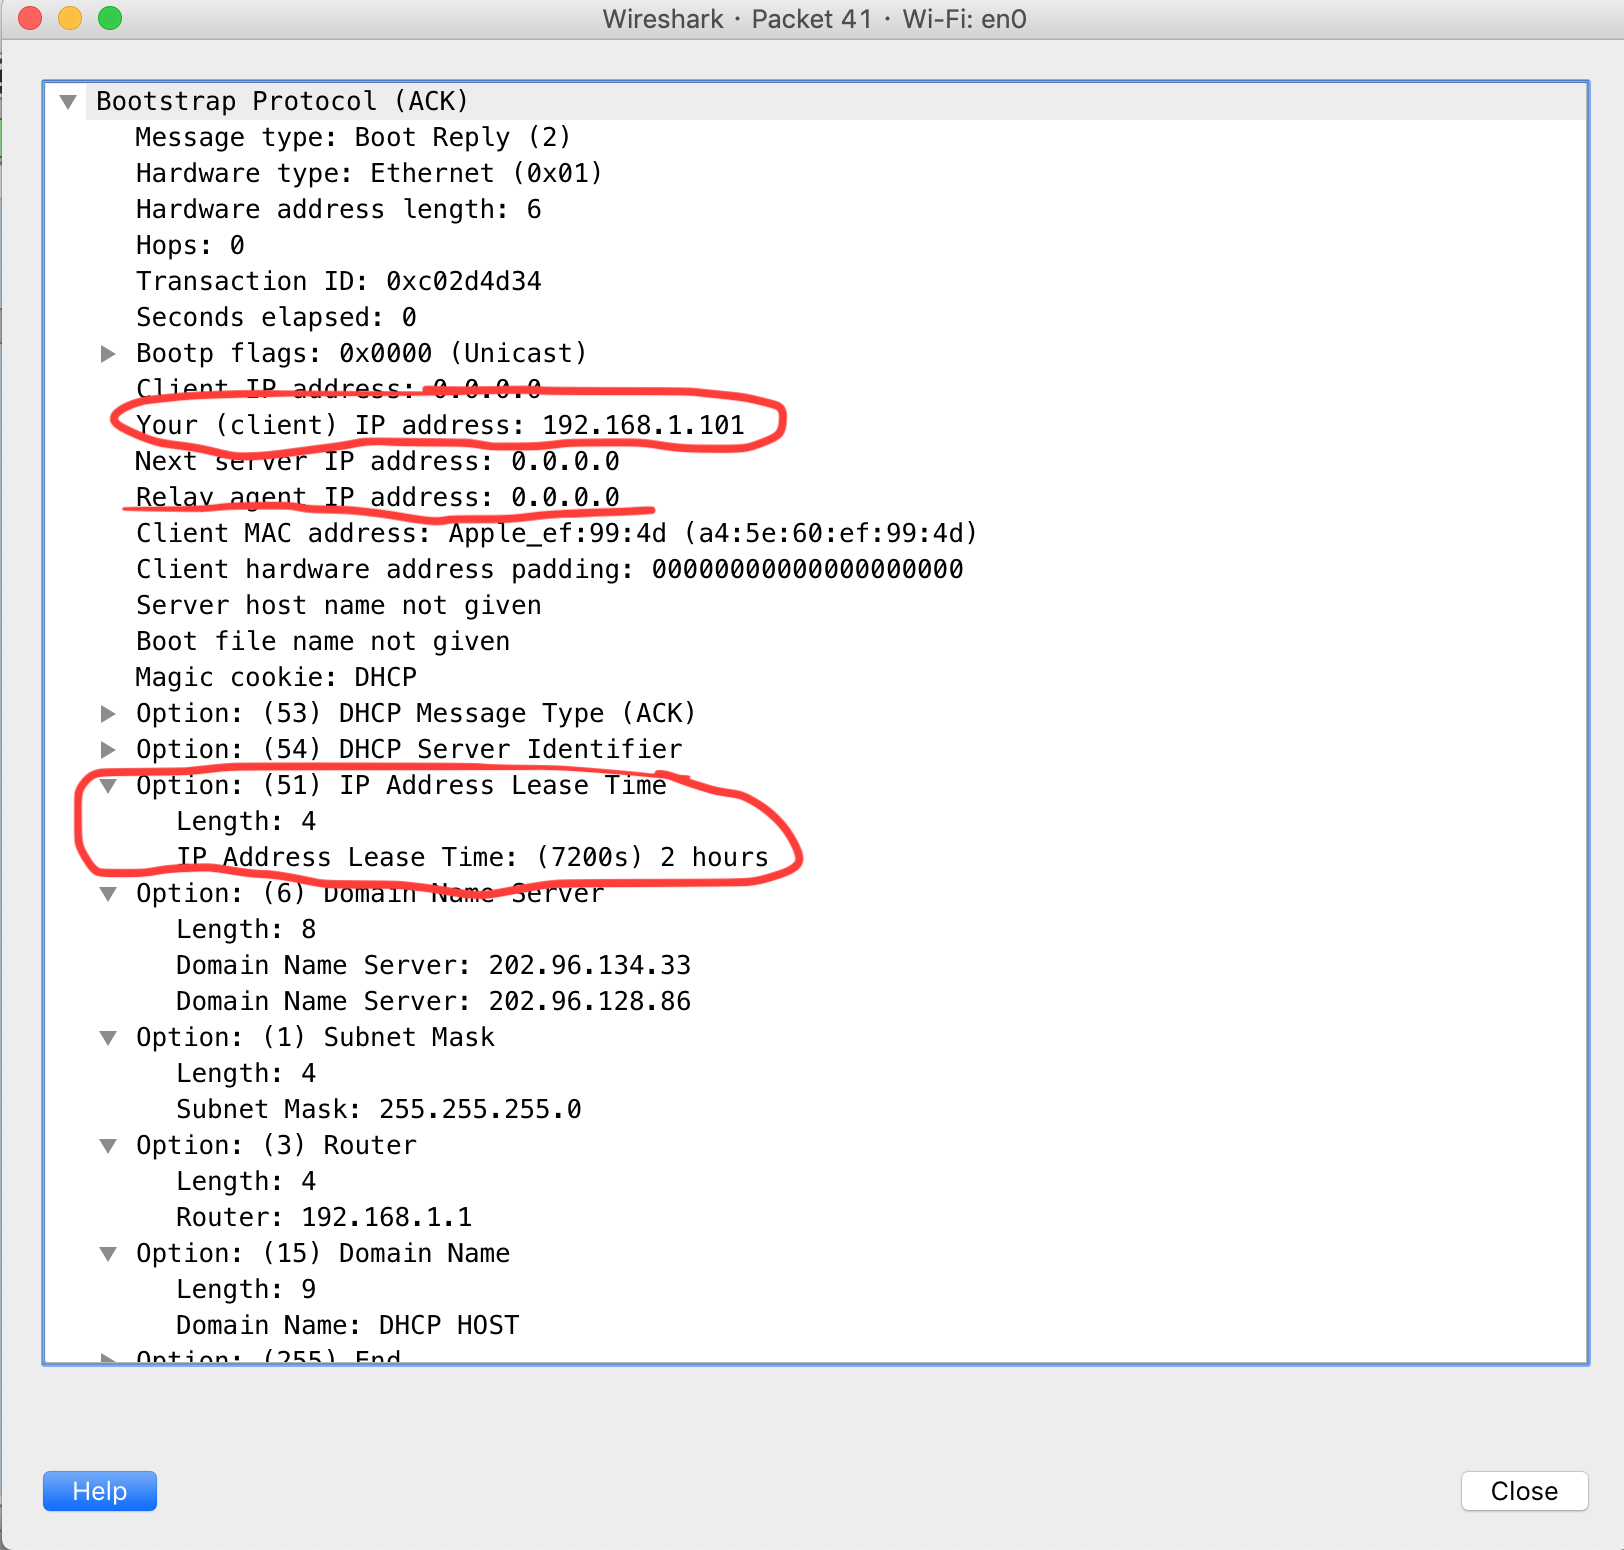 Wireshark · Packet 41 · Wi-Fi: en0
Bootstrap Protocol (ACK)
Message type: Boot Reply (2)
Hardware type: Ethernet (0x01)
Hardware address length: 6
Hops: 0
Transaction ID: 0xc02d4d34
Seconds elapsed: 0
Bootp flags: 0x0000 (Unicast)
Client IP address: 0.0.0.0
Your (client) IP address: 192.168.1.101
Next server IP address: 0.0.0.0
Relay agent IP address: 0.0.0.0
Client MAC address: Apple_ef:99:4d (a4:5e:60:ef:99:4d)
Client hardware address padding: 00000000000000000000
Server host name not given
Boot file name not given
Magic cookie: DHCP
Option: (53) DHCP Message Type (ACK)
Option: (54) DHCP Server Identifier
Option: (51) IP Address Lease Time
Length: 4
IP Address Lease Time: (7200s) 2 hours
Option: (6) Domain Name Server
Length: 8
Domain Name Server: 202.96.134.33
Domain Name Server: 202.96.128.86
Option: (1) Subnet Mask
Length: 4
Subnet Mask: 255.255.255.0
Option: (3) Router
Length: 4
Router: 192.168.1.1
Option: (15) Domain Name
Length: 9
Domain Name: DHCP HOST
Option: (255) End
Help
Close